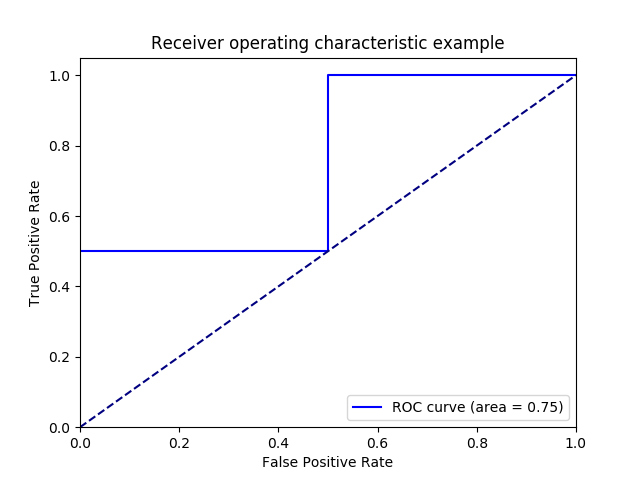 Receiver operating characteristic example
1.0
0.8
0.6
0.4
0.2
0.0
True Positive Rate
ROC curve (area = 0.75)
0.0 0.2 0.4 0.6 0.8 1.0
False Positive Rate